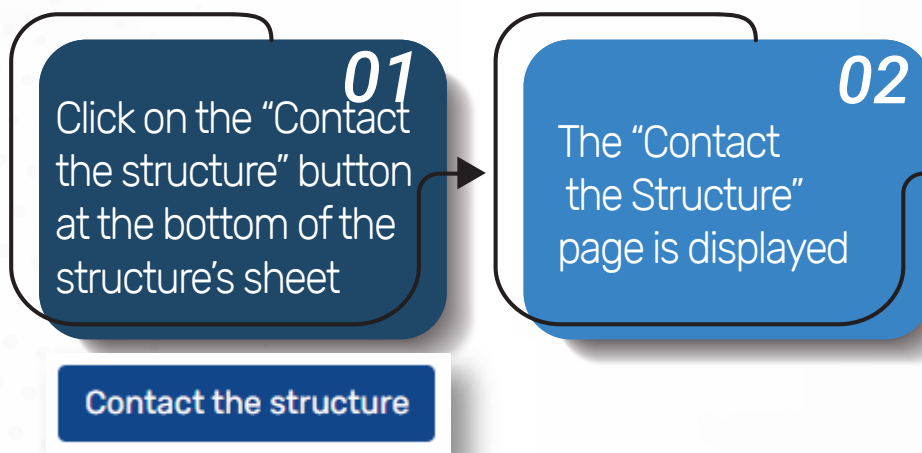 01
Click on the “Contact
the structure” button
at the bottom of the
structure’s sheet
Contact the structure
02
The “Contact
the Structure”
page is displayed